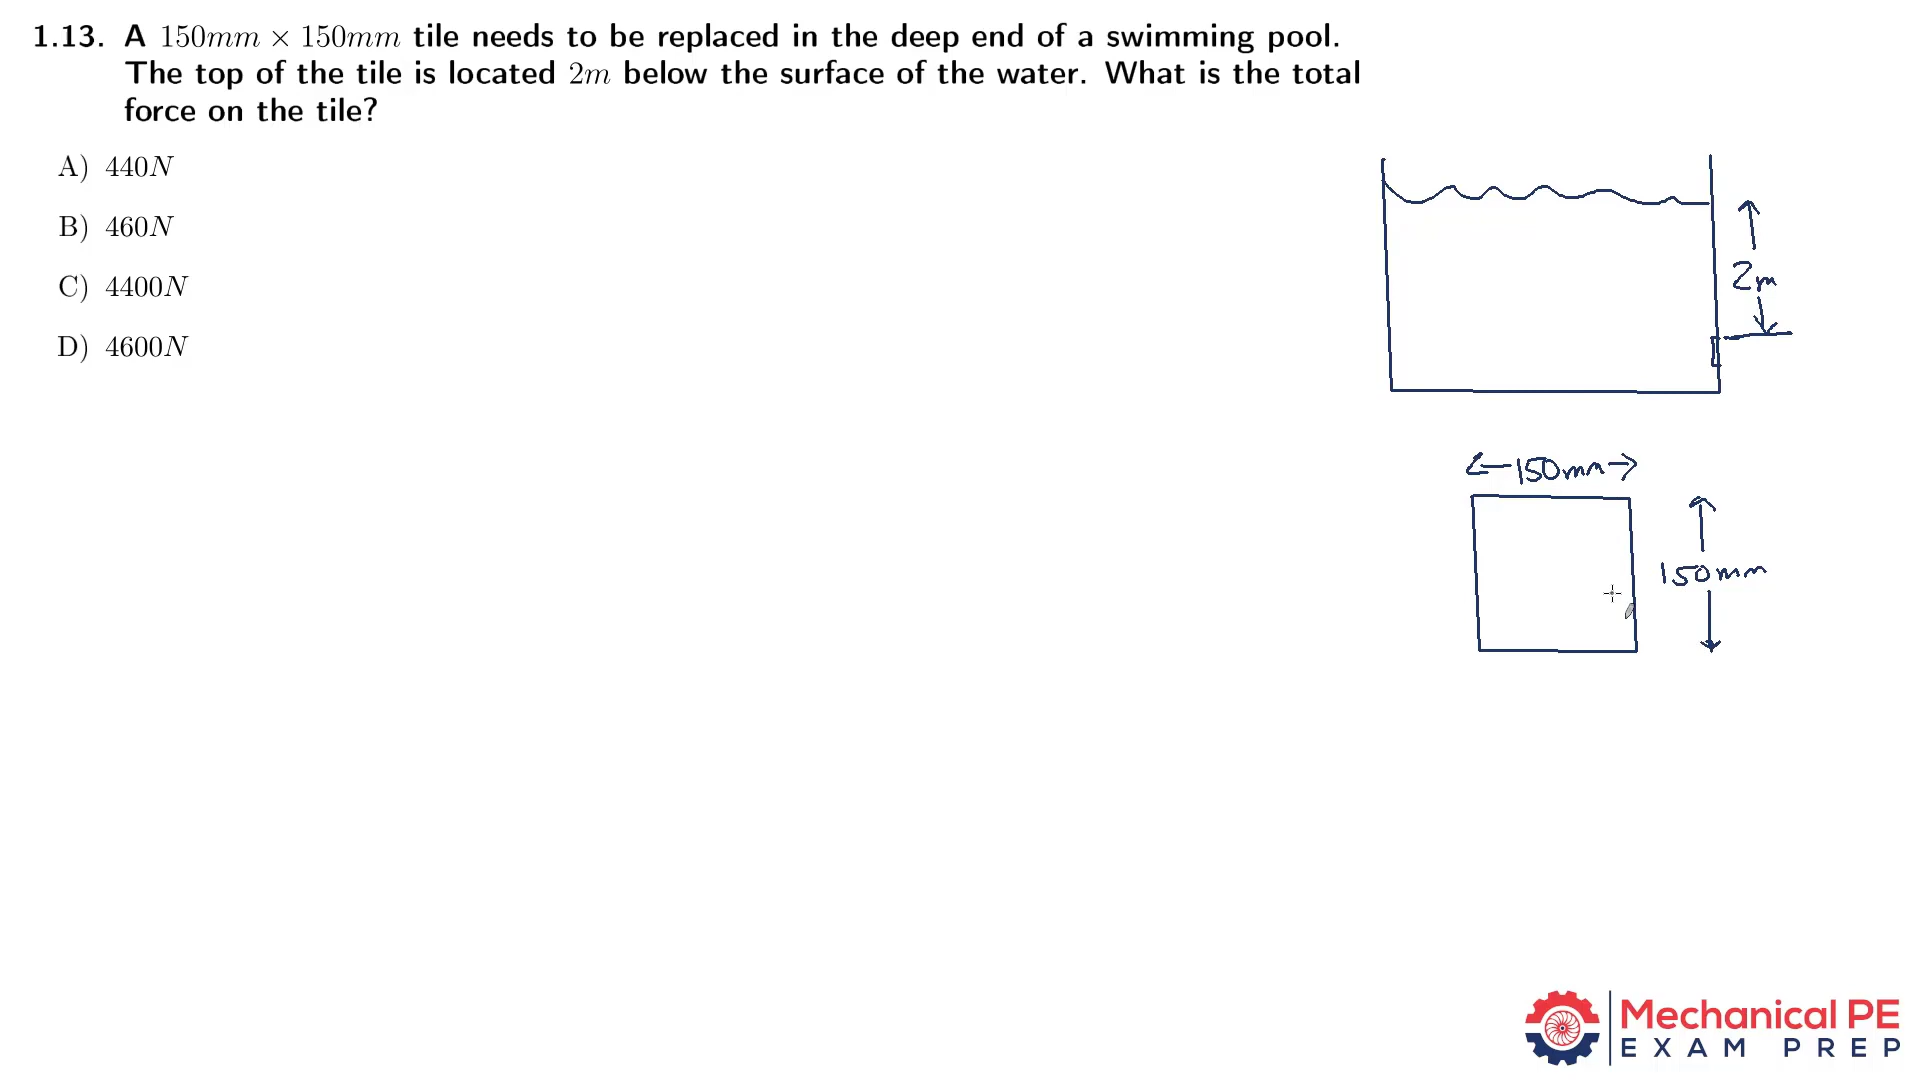 1.13. A 150mm × 150mm tile needs to be replaced in the deep end of a swimming pool.
The top of the tile is located 2m below the surface of the water. What is the total
force on the tile?
A) 440N
B) 460N
C) 4400N
D) 4600N
2m
150mm
150mm
Mechanical PE
EXAM PREP